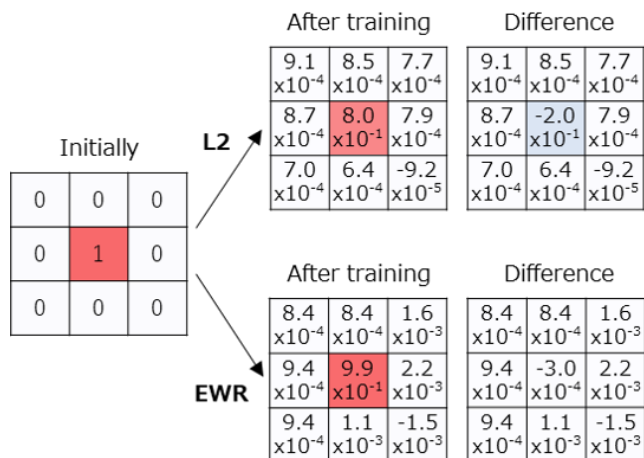 After training Difference
9.1 x10⁻⁴ 8.5 x10⁻⁴ 7.7 x10⁻⁴ 9.1 x10⁻⁴ 8.5 x10⁻⁴ 7.7 x10⁻⁴
8.7 x10⁻⁴ 8.0 x10⁻¹ 7.9 x10⁻⁴ 8.7 x10⁻⁴ -2.0 x10⁻¹ 7.9 x10⁻⁴
7.0 x10⁻⁴ 6.4 x10⁻⁴ -9.2 x10⁻⁵ 7.0 x10⁻⁴ 6.4 x10⁻⁴ -9.2 x10⁻⁵
L2
Initially
0 0 0
0 1 0
0 0 0
EWR
After training Difference
8.4 x10⁻⁴ 8.4 x10⁻⁴ 1.6 x10⁻³ 8.4 x10⁻⁴ 8.4 x10⁻⁴ 1.6 x10⁻³
9.4 x10⁻⁴ 9.9 x10⁻¹ 2.2 x10⁻³ 9.4 x10⁻⁴ -3.0 x10⁻⁴ 2.2 x10⁻³
9.4 x10⁻⁴ 1.1 x10⁻³ -1.5 x10⁻³ 9.4 x10⁻⁴ 1.1 x10⁻³ -1.5 x10⁻³